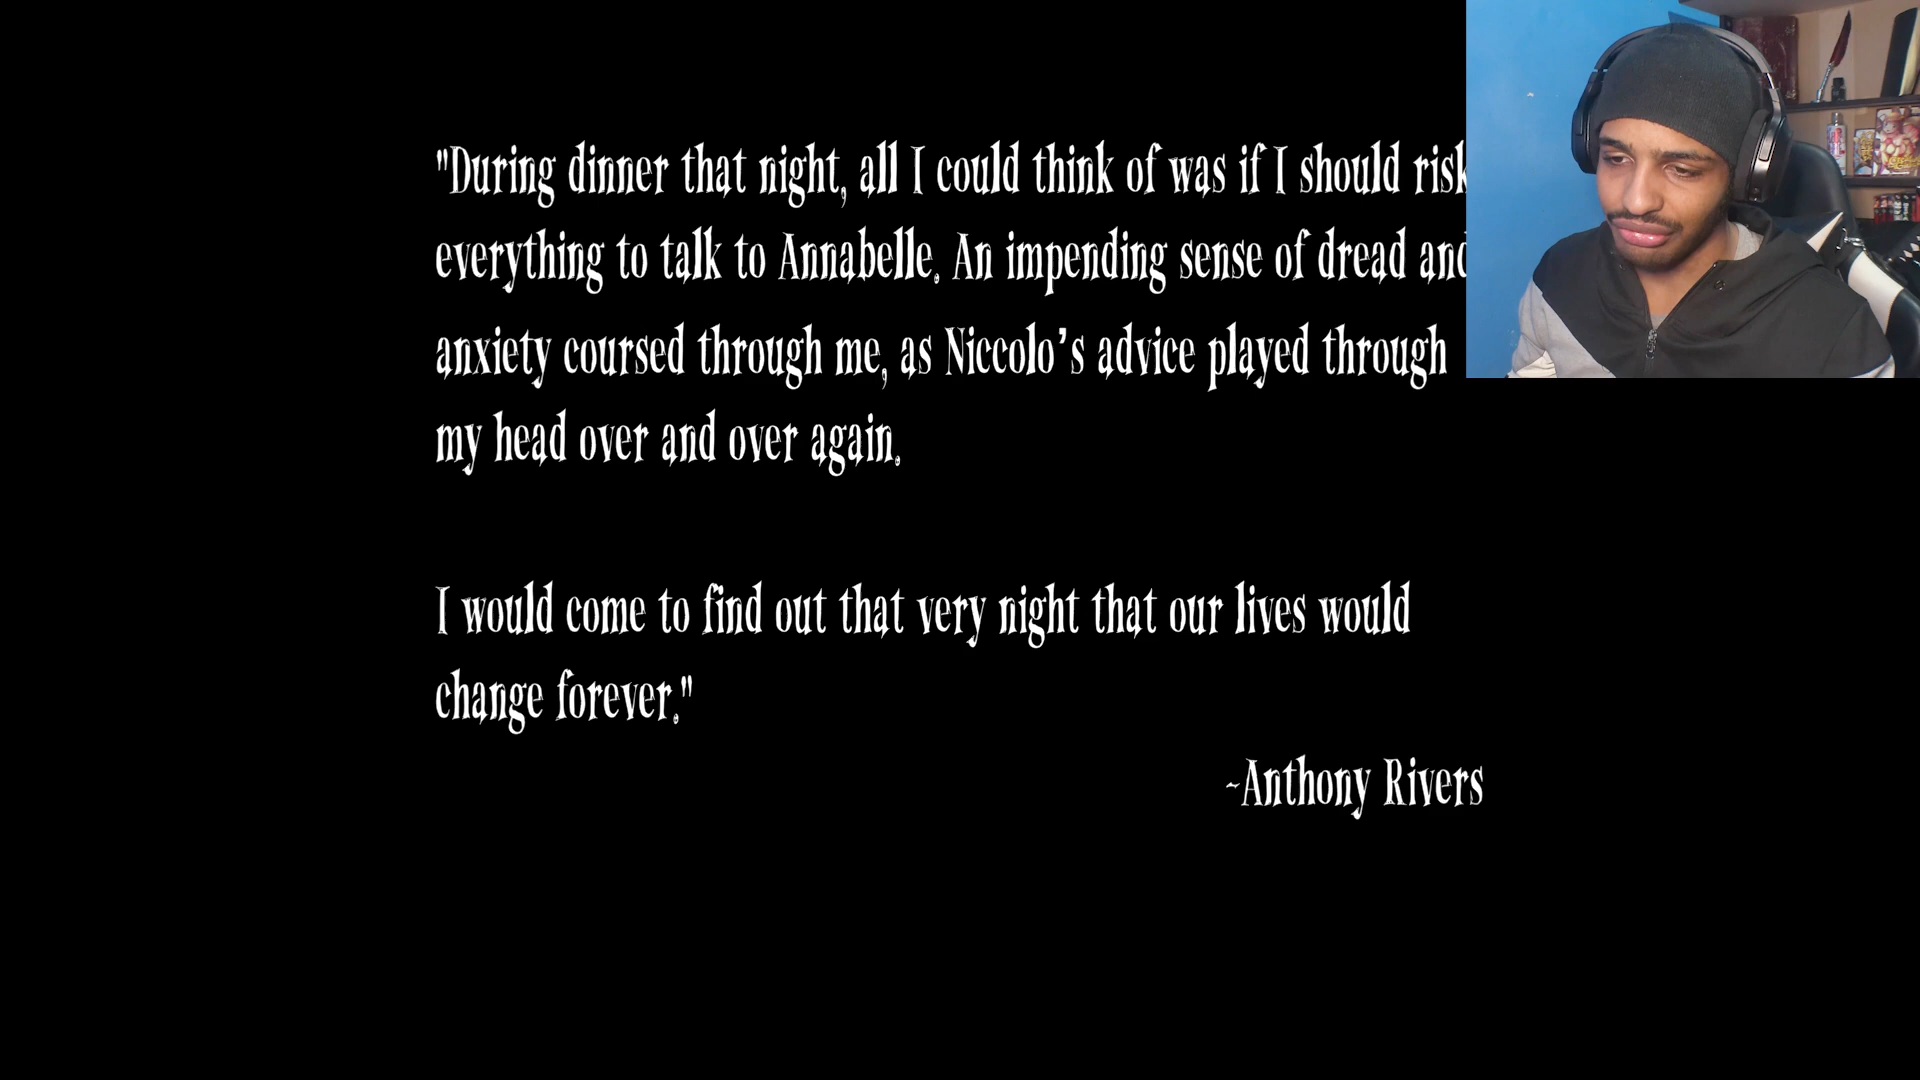 "During dinner that night, all I could think of was if I should risk
everything to talk to Annabelle. An impending sense of dread and
anxiety coursed through me, as Niccolo’s advice played through
my head over and over again.
I would come to find out that very night that our lives would
change forever."
~Anthony Rivers